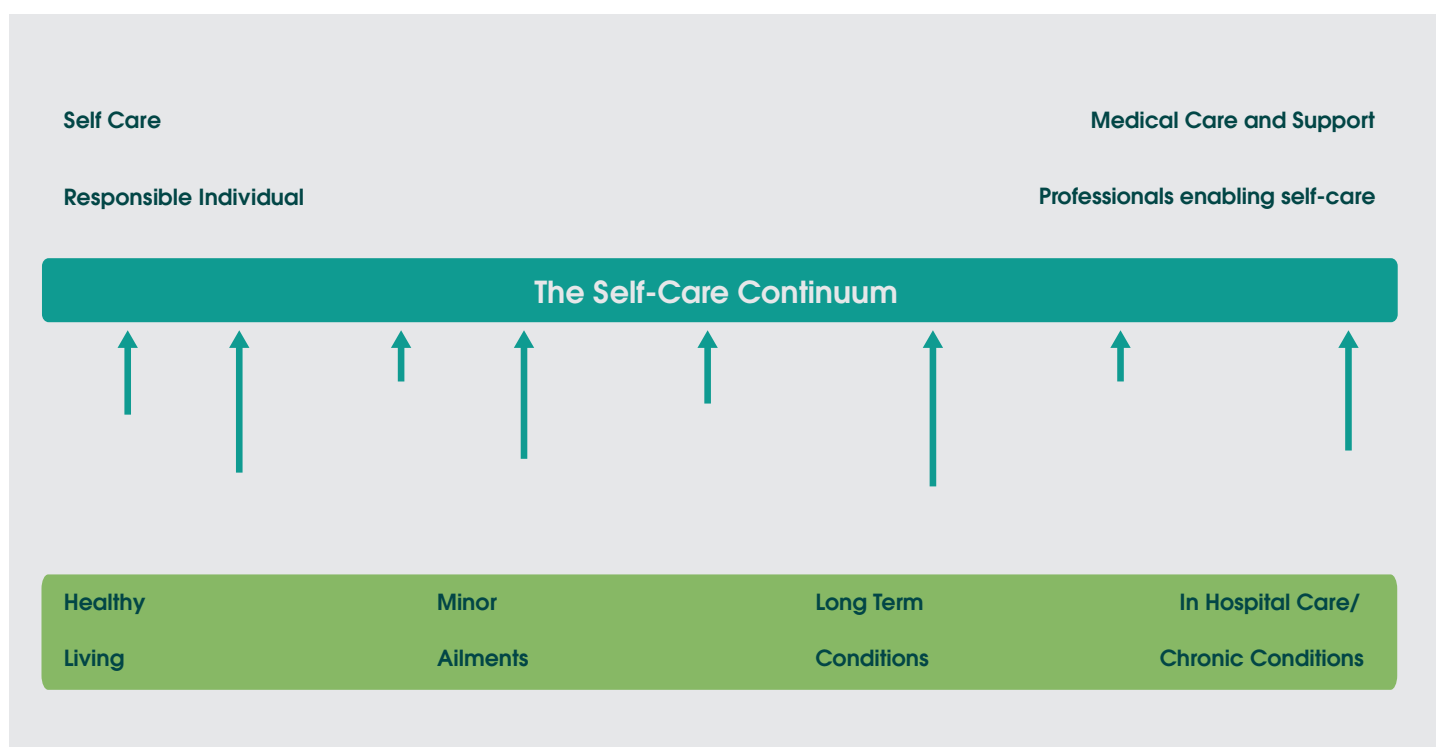 Self Care
Medical Care and Support
Responsible Individual
Professionals enabling self-care
The Self-Care Continuum
Healthy
Living
Minor
Ailments
Long Term
Conditions
In Hospital Care/
Chronic Conditions